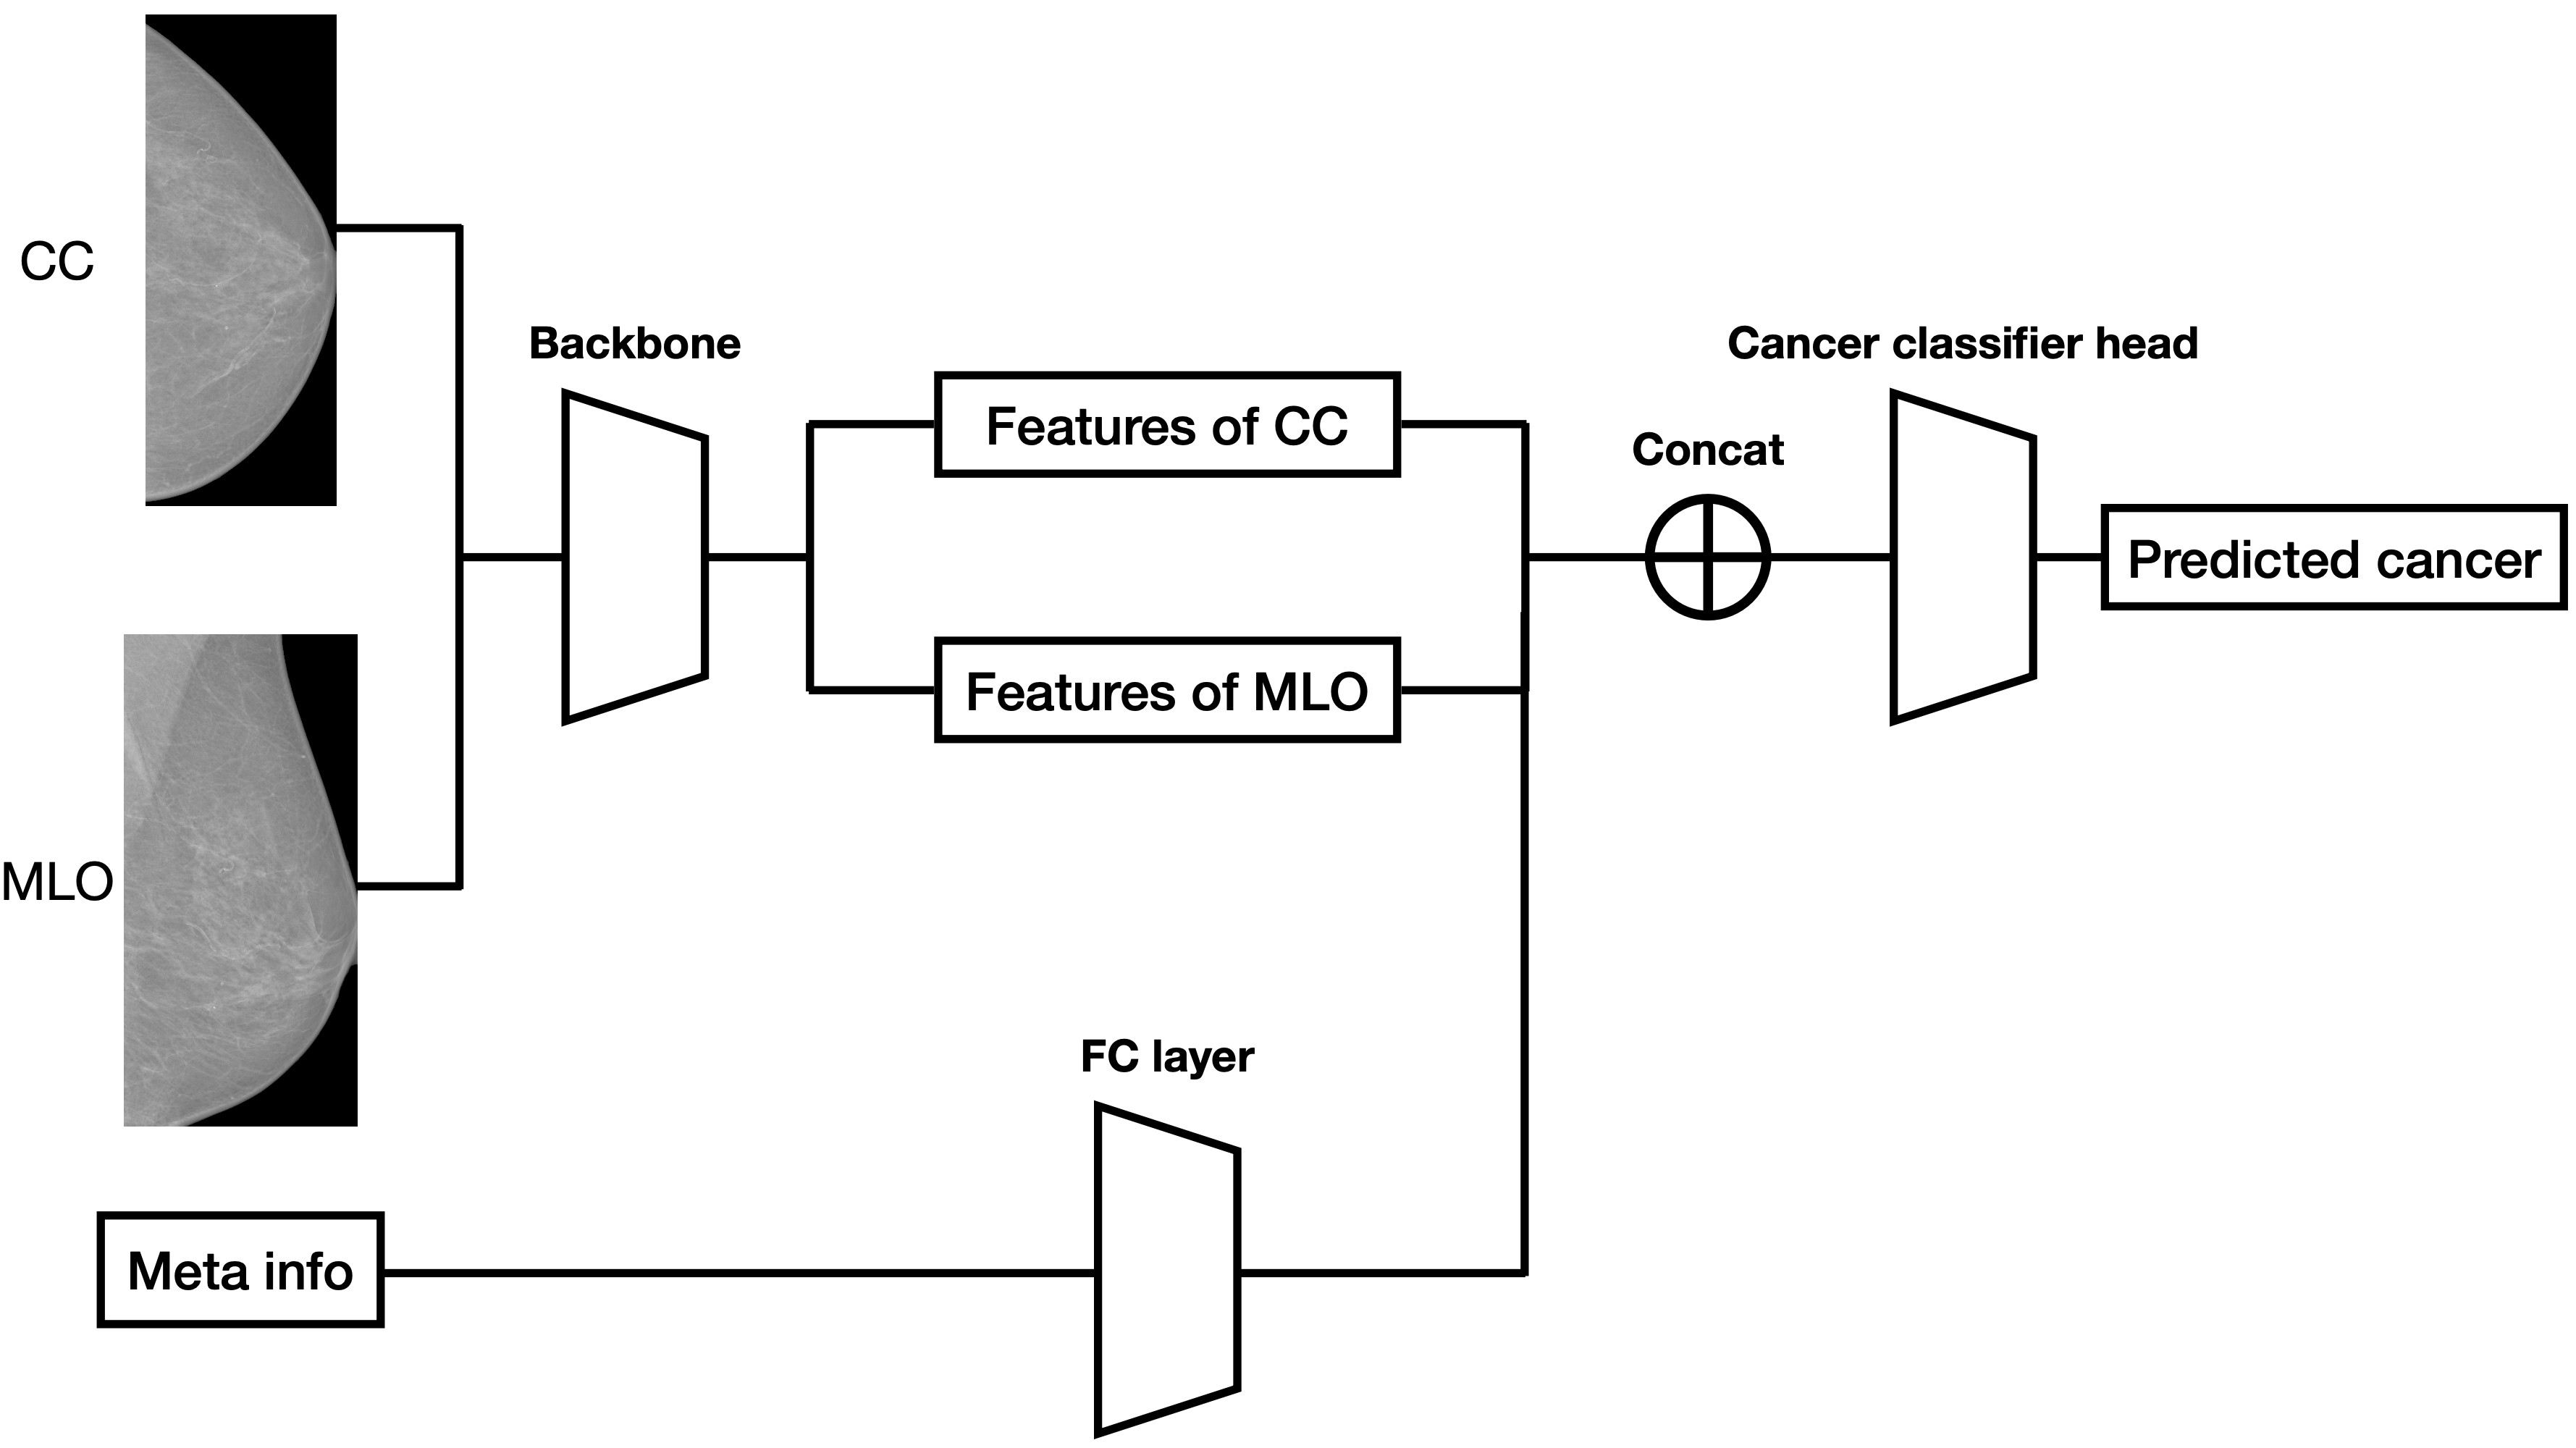 CC
Backbone
Features of CC
Cancer classifier head
Concat
Predicted cancer
Features of MLO
MLO
FC layer
Meta info